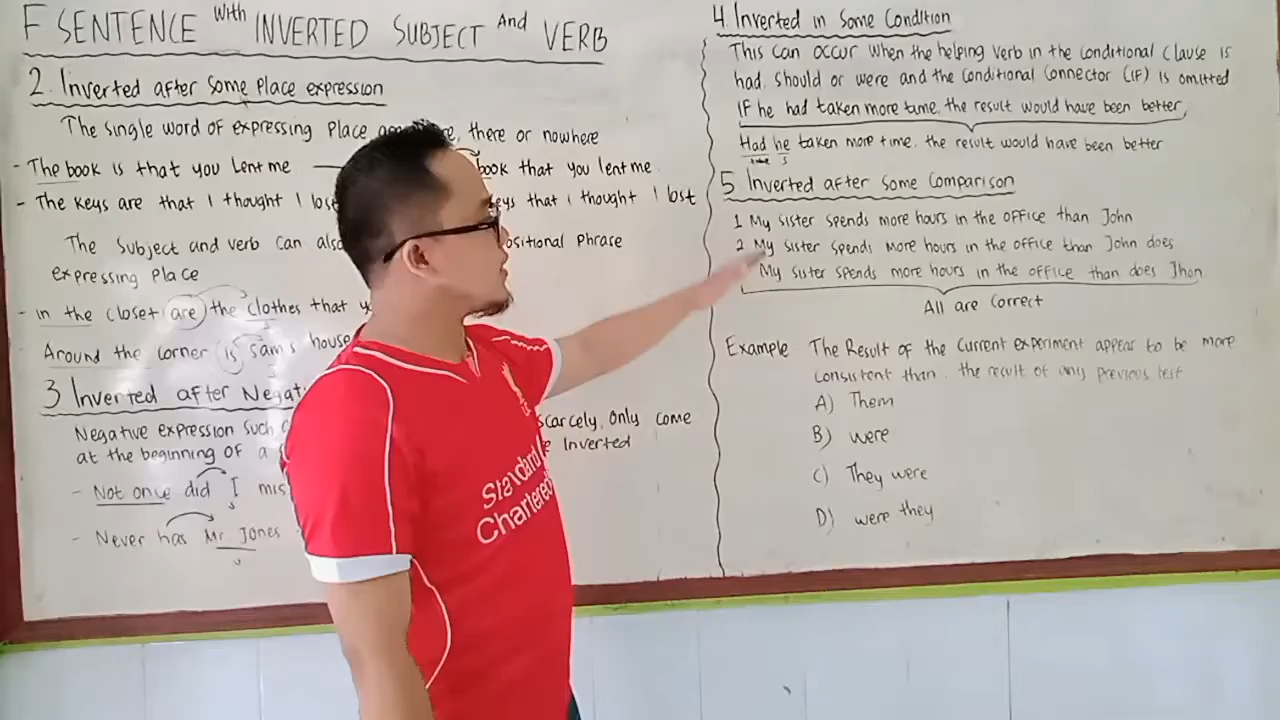 F SENTENCE With INVERTED SUBJECT And VERB
2. Inverted after Some Place expression
The single word of expressing Place there or nowhere
- The book is that you Lent me book that you lent me.
- The keys are that I thought I lost keys that I thought I lost
The Subject and verb can also Phrase
expressing Place
- in the closet are the clothes that
Around the corner is Sam's house
3 Inverted after
Negative expression such scarcely, Only come
at the beginning of a Inverted
- Not once did I
S
- Never has Mr. Jones
4. Inverted in Some Condition
This can occur when the helping Verb in the conditional Clause is
had, should or were and the Conditional Connector (IF) is omitted
IF he had taken more tame, the result would have been better,
Had he taken more time, the result would have been better
S
5 Inverted after Some Comparison
1 My sister spends more hours in the office than John
2 My sister spends more hours in the office than John does
My sister spends more hours in the office than does Jhon
All are Correct
Example The Result of the Current experiment appear to be more
consistent than the result of any previous test
A) Them
B) were
C) They were
D) were they
Standard
Chartered